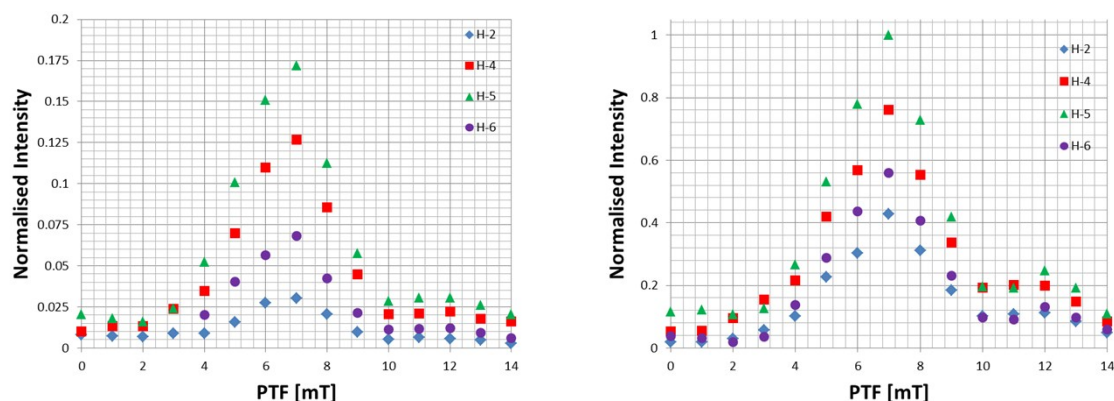 Normalised Intensity
0.2
0.175
0.15
0.125
0.1
0.075
0.05
0.025
0
0 2 4 6 8 10 12 14
PTF [mT]
H-2
H-4
H-5
H-6
Normalised Intensity
1
0.8
0.6
0.4
0.2
0
0 2 4 6 8 10 12 14
PTF [mT]
H-2
H-4
H-5
H-6